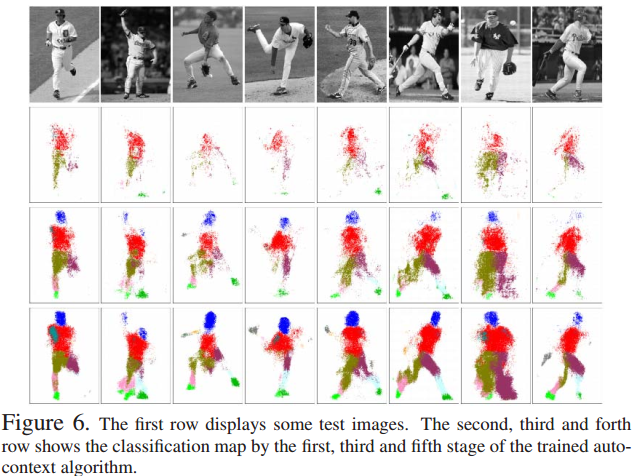 Figure 6. The first row displays some test images. The second, third and forth
row shows the classification map by the first, third and fifth stage of the trained auto-
context algorithm.